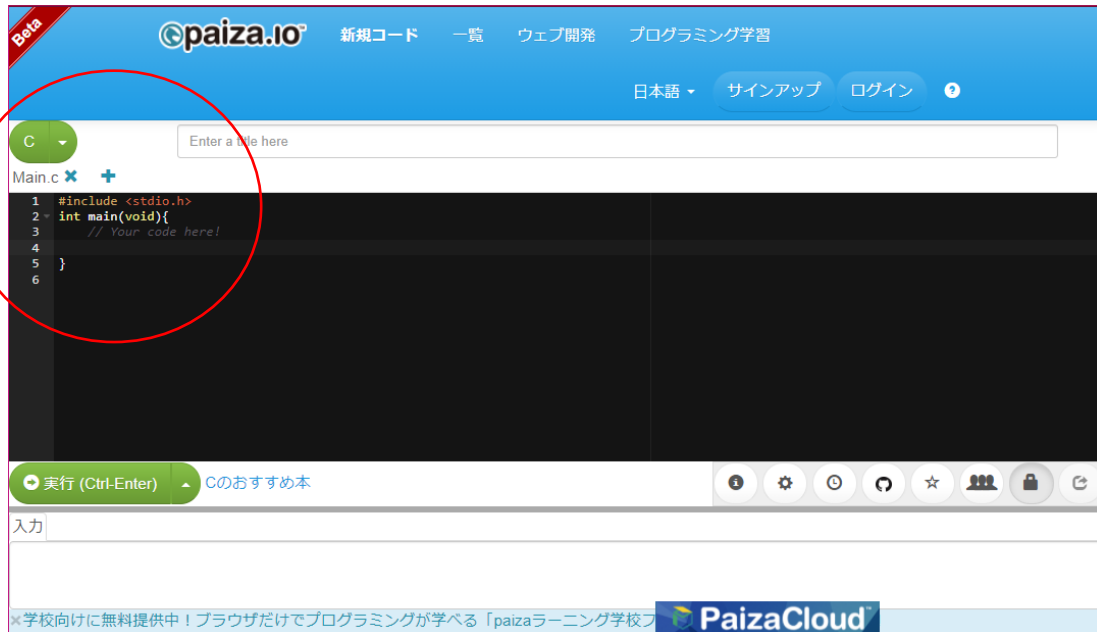 Beta
paiza.IO 新規コード 一覧 ウェブ開発 プログラミング学習
日本語 サインアップ ログイン ?
C Enter a title here
Main.c
1 #include <stdio.h>
2 int main(void){
3 // Your code here!
4
5 }
6
実行 (Ctrl-Enter) Cのおすすめ本
入力
×学校向けに無料提供中！ブラウザだけでプログラミングが学べる「paizaラーニング学校フ
PaizaCloud